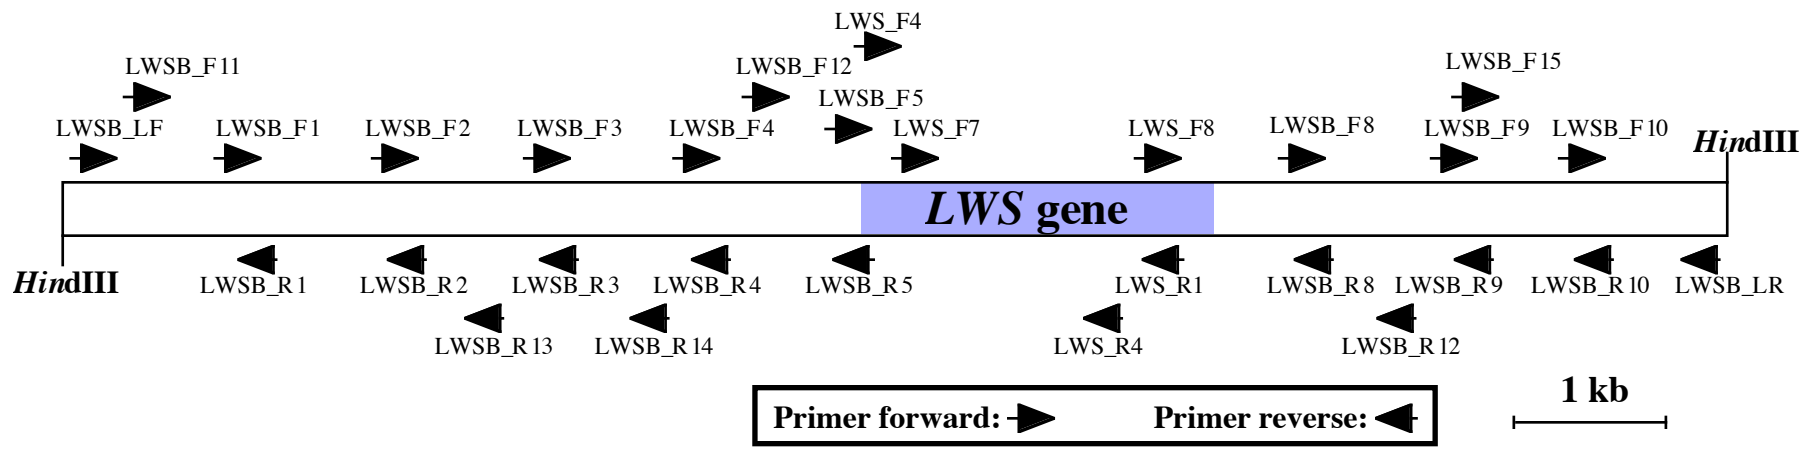 LWS_F4
LWSB_F11
LWSB_F12
LWSB_F15
LWSB_F5
LWSB_LF
LWSB_F1
LWSB_F2
LWSB_F3
LWSB_F4
LWS_F7
LWS_F8
LWSB_F8
LWSB_F9
LWSB_F10
HindIII
LWS gene
HindIII
LWSB_R1
LWSB_R2
LWSB_R3
LWSB_R4
LWSB_R5
LWS_R1
LWSB_R8
LWSB_R9
LWSB_R10
LWSB_LR
LWSB_R13
LWSB_R14
LWS_R4
LWSB_R12
1 kb
Primer forward:
Primer reverse: